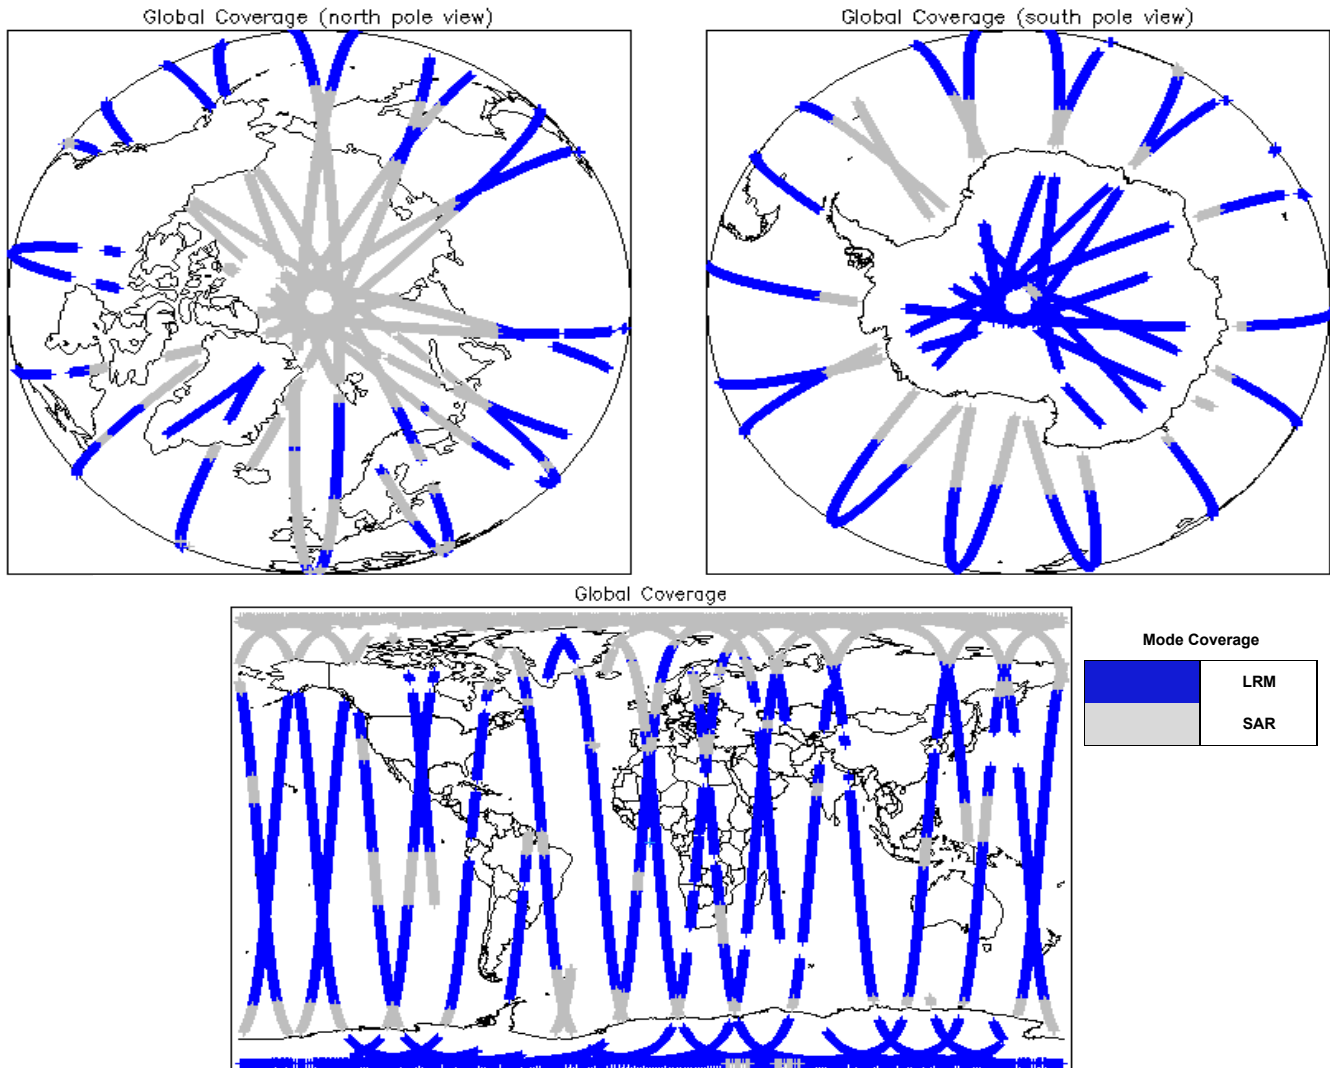 Global Coverage (north pole view)
Global Coverage (south pole view)
Global Coverage
Mode Coverage
LRM
SAR